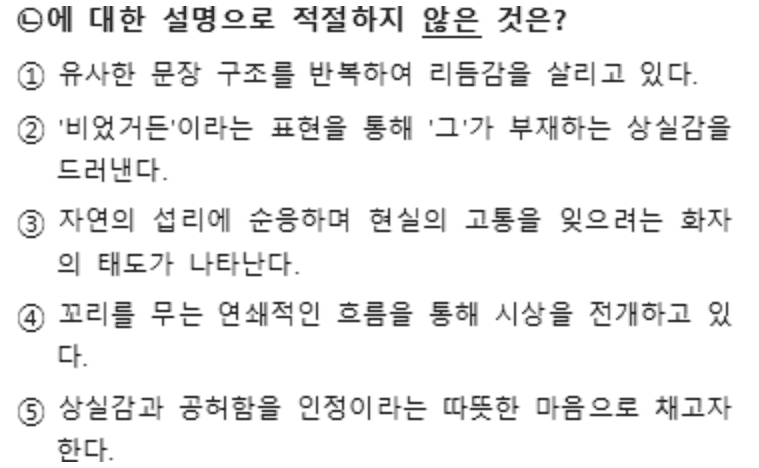 ㉡에 대한 설명으로 적절하지 않은 것은?
① 유사한 문장 구조를 반복하여 리듬감을 살리고 있다.
② '비었거든'이라는 표현을 통해 '그'가 부재하는 상실감을
드러낸다.
③ 자연의 섭리에 순응하며 현실의 고통을 잊으려는 화자
의 태도가 나타난다.
④ 꼬리를 무는 연쇄적인 흐름을 통해 시상을 전개하고 있
다.
⑤ 상실감과 공허함을 인정이라는 따뜻한 마음으로 채고자
한다.